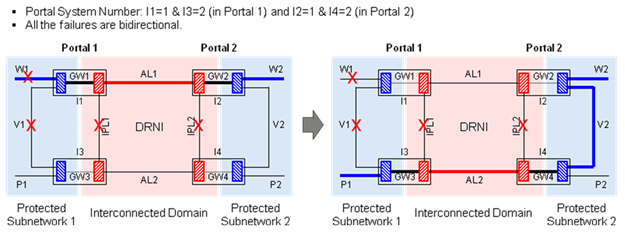 ▪ Portal System Number: I1=1 & I3=2 (in Portal 1) and I2=1 & I4=2 (in Portal 2)
▪ All the failures are bidirectional.
Portal 1 Portal 2 Portal 1 Portal 2
W1 AL1 W2 W1 AL1 W2
GW1 GW2 GW1 GW2
I1 I2 I1 I2
V1 IPL1 DRNI IPL2 V2 V1 IPL1 DRNI IPL2 V2
I3 I4 I3 I4
GW3 GW4 GW3 GW4
P1 AL2 P2 P1 AL2 P2
Protected Subnetwork 1 Interconnected Domain Protected Subnetwork 2 Protected Subnetwork 1 Interconnected Domain Protected Subnetwork 2